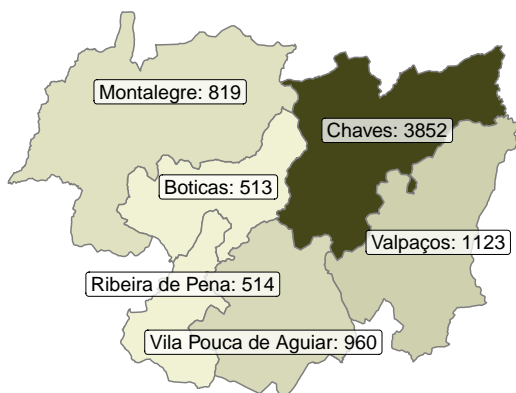 Montalegre: 819
Chaves: 3852
Boticas: 513
Valpaços: 1123
Ribeira de Pena: 514
Vila Pouca de Aguiar: 960